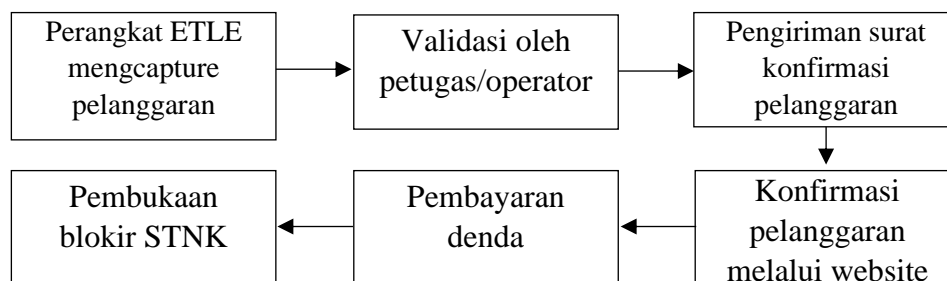 Perangkat ETLE
mengcapture
pelanggaran
Validasi oleh
petugas/operator
Pengiriman surat
konfirmasi
pelanggaran
Konfirmasi
pelanggaran
melalui website
Pembayaran
denda
Pembukaan
blokir STNK